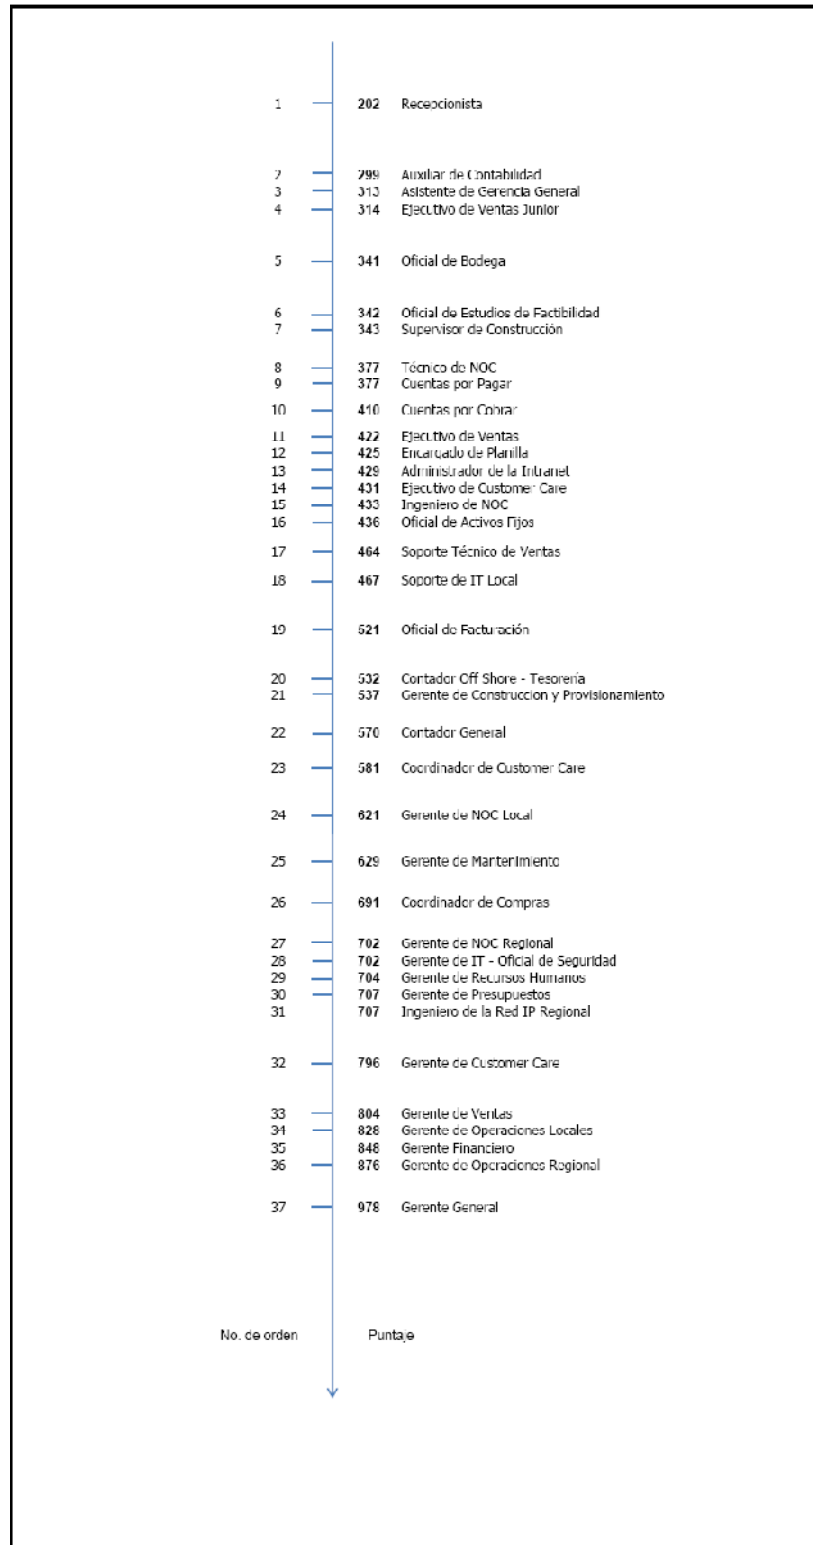 1 202 Recepcionista
2 299 Auxiliar de Contabilidad
3 313 Asistente de Gerencia General
4 314 Ejecutivo de Ventas Junior
5 341 Oficial de Bodega
6 342 Oficial de Estudios de Factibilidad
7 343 Supervisor de Construcción
8 377 Técnico de NOC
9 377 Cuentas por Pagar
10 410 Cuentas por Cobrar
11 422 Ejecutivo de Ventas
12 425 Encargado de Planilla
13 429 Administrador de la Intranet
14 431 Ejecutivo de Customer Care
15 433 Ingeniero de NOC
16 436 Oficial de Activos Fijos
17 464 Soporte Técnico de Ventas
18 467 Soporte de IT Local
19 521 Oficial de Facturación
20 532 Contador Off Shore - Tesorería
21 537 Gerente de Construccion y Provisionamiento
22 570 Contador General
23 581 Coordinador de Customer Care
24 621 Gerente de NOC Local
25 629 Gerente de Mantenimiento
26 691 Coordinador de Compras
27 702 Gerente de NOC Regional
28 702 Gerente de IT - Oficial de Seguridad
29 704 Gerente de Recursos Humanos
30 707 Gerente de Presupuestos
31 707 Ingeniero de la Red IP Regional
32 796 Gerente de Customer Care
33 804 Gerente de Ventas
34 828 Gerente de Operaciones Locales
35 848 Gerente Financiero
36 876 Gerente de Operaciones Regional
37 978 Gerente General
No. de orden Puntaje